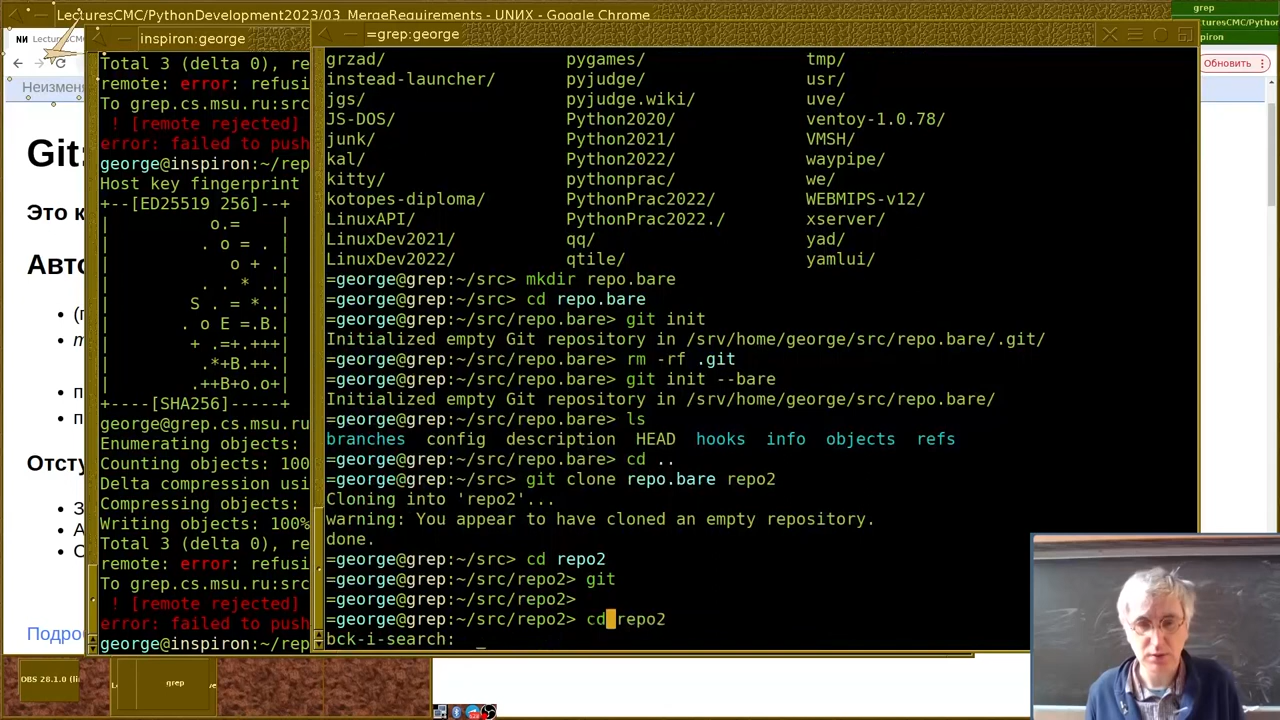 LecturesCMC/PythonDevelopment2023/03_MergeRequirements - UNИX - Google Chrome
grep
turesCMC/Python
piron
inspiron:george
=grep:george
NИ LecturesCMC
Обновить
Неизменя
Git:
Это к
Авто
• (г
• т
• п
• п
Отсту
• З
• А
• С
Подро
Total 3 (delta 0), re
remote: error: refusi
To grep.cs.msu.ru:src
! [remote rejected]
error: failed to push
george@inspiron:~/rep
Host key fingerprint
+--[ED25519 256]--+
| o.= |
| . o = . |
| o + .|
| . . * ..|
| S . = *..|
| . o E =.B.|
| + .=+.+++|
| .*+B.++.|
| .++B+o.o+|
+----[SHA256]-----+
george@grep.cs.msu.ru
Enumerating objects:
Counting objects: 100
Delta compression usi
Compressing objects:
Writing objects: 100%
Total 3 (delta 0), re
remote: error: refusi
To grep.cs.msu.ru:src
! [remote rejected]
error: failed to push
george@inspiron:~/rep
grzad/ pygames/ tmp/
instead-launcher/ pyjudge/ usr/
jgs/ pyjudge.wiki/ uve/
JS-DOS/ Python2020/ ventoy-1.0.78/
junk/ Python2021/ VMSH/
kal/ Python2022/ waypipe/
kitty/ pythonprac/ we/
kotopes-diploma/ PythonPrac2022/ WEBMIPS-v12/
LinuxAPI/ PythonPrac2022./ xserver/
LinuxDev2021/ qq/ yad/
LinuxDev2022/ qtile/ yamlui/
=george@grep:~/src> mkdir repo.bare
=george@grep:~/src> cd repo.bare
=george@grep:~/src/repo.bare> git init
Initialized empty Git repository in /srv/home/george/src/repo.bare/.git/
=george@grep:~/src/repo.bare> rm -rf .git
=george@grep:~/src/repo.bare> git init --bare
Initialized empty Git repository in /srv/home/george/src/repo.bare/
=george@grep:~/src/repo.bare> ls
branches config description HEAD hooks info objects refs
=george@grep:~/src/repo.bare> cd ..
=george@grep:~/src> git clone repo.bare repo2
Cloning into 'repo2'...
warning: You appear to have cloned an empty repository.
done.
=george@grep:~/src> cd repo2
=george@grep:~/src/repo2> git
=george@grep:~/src/repo2>
=george@grep:~/src/repo2> cd repo2
bck-i-search: _
OBS 28.1.0 (li
grep